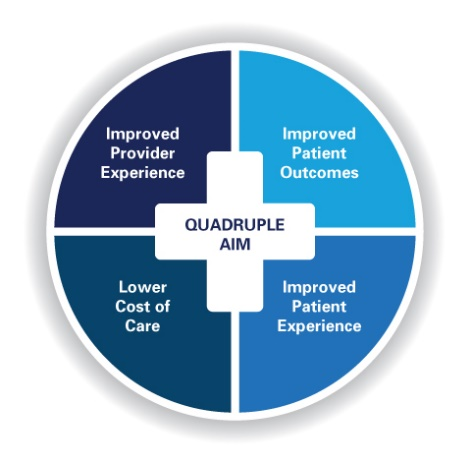 Improved
Provider
Experience
Improved
Patient
Outcomes
QUADRUPLE
AIM
Lower
Cost of
Care
Improved
Patient
Experience